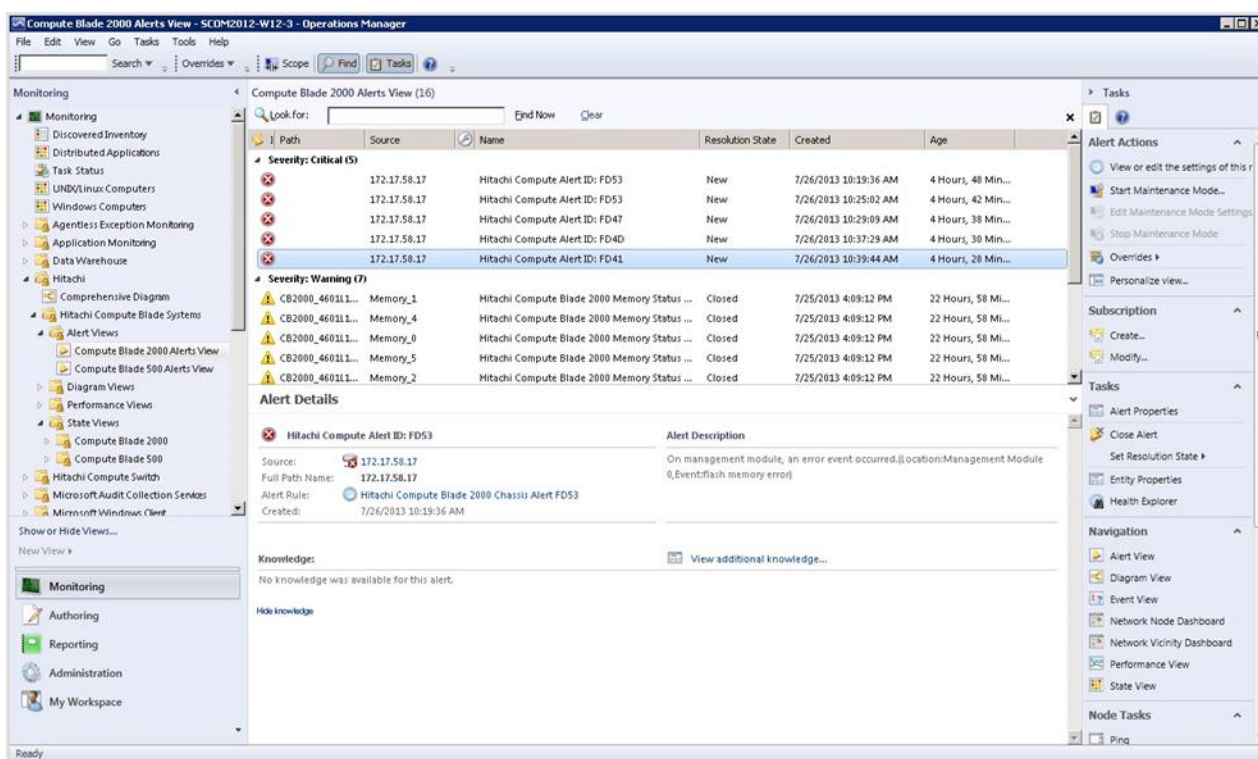 Compute Blade 2000 Alerts View - SCOM2012-W12-3 - Operations Manager
File Edit View Go Tasks Tools Help
Search Overrides Scope Find Tasks
Monitoring
Monitoring
Discovered Inventory
Distributed Applications
Task Status
UNIX/Linux Computers
Windows Computers
Agentless Exception Monitoring
Application Monitoring
Data Warehouse
Hitachi
Comprehensive Diagram
Hitachi Compute Blade Systems
Alert Views
Compute Blade 2000 Alerts View
Compute Blade 500 Alerts View
Diagram Views
Performance Views
State Views
Compute Blade 2000
Compute Blade 500
Hitachi Compute Switch
Microsoft Audit Collection Services
Microsoft Windows Client
Show or Hide Views...
New View
Monitoring
Authoring
Reporting
Administration
My Workspace
Ready
Compute Blade 2000 Alerts View (16)
Look for: Find Now Clear
Path Source Name Resolution State Created Age
Severity: Critical (5)
172.17.58.17 Hitachi Compute Alert ID: FD53 New 7/26/2013 10:19:36 AM 4 Hours, 48 Min...
172.17.58.17 Hitachi Compute Alert ID: FD53 New 7/26/2013 10:25:02 AM 4 Hours, 42 Min...
172.17.58.17 Hitachi Compute Alert ID: FD47 New 7/26/2013 10:29:09 AM 4 Hours, 38 Min...
172.17.58.17 Hitachi Compute Alert ID: FD4D New 7/26/2013 10:37:29 AM 4 Hours, 30 Min...
172.17.58.17 Hitachi Compute Alert ID: FD41 New 7/26/2013 10:39:44 AM 4 Hours, 28 Min...
Severity: Warning (7)
CB2000_4601L1... Memory_1 Hitachi Compute Blade 2000 Memory Status ... Closed 7/25/2013 4:09:12 PM 22 Hours, 58 Mi...
CB2000_4601L1... Memory_4 Hitachi Compute Blade 2000 Memory Status ... Closed 7/25/2013 4:09:12 PM 22 Hours, 58 Mi...
CB2000_4601L1... Memory_0 Hitachi Compute Blade 2000 Memory Status ... Closed 7/25/2013 4:09:12 PM 22 Hours, 58 Mi...
CB2000_4601L1... Memory_5 Hitachi Compute Blade 2000 Memory Status ... Closed 7/25/2013 4:09:12 PM 22 Hours, 58 Mi...
CB2000_4601L1... Memory_2 Hitachi Compute Blade 2000 Memory Status ... Closed 7/25/2013 4:09:12 PM 22 Hours, 58 Mi...
Alert Details
Hitachi Compute Alert ID: FD53
Source: 172.17.58.17
Full Path Name: 172.17.58.17
Alert Rule: Hitachi Compute Blade 2000 Chassis Alert FD53
Created: 7/26/2013 10:19:36 AM
Alert Description
On management module, an error event occurred.(Location:Management Module
0,Event:flash memory error)
Knowledge:
View additional knowledge...
No knowledge was available for this alert.
Hide knowledge
Tasks
Alert Actions
View or edit the settings of this r
Start Maintenance Mode...
Edit Maintenance Mode Settings
Stop Maintenance Mode
Overrides
Personalize view...
Subscription
Create...
Modify...
Tasks
Alert Properties
Close Alert
Set Resolution State
Entity Properties
Health Explorer
Navigation
Alert View
Diagram View
Event View
Network Node Dashboard
Network Vicinity Dashboard
Performance View
State View
Node Tasks
Ping